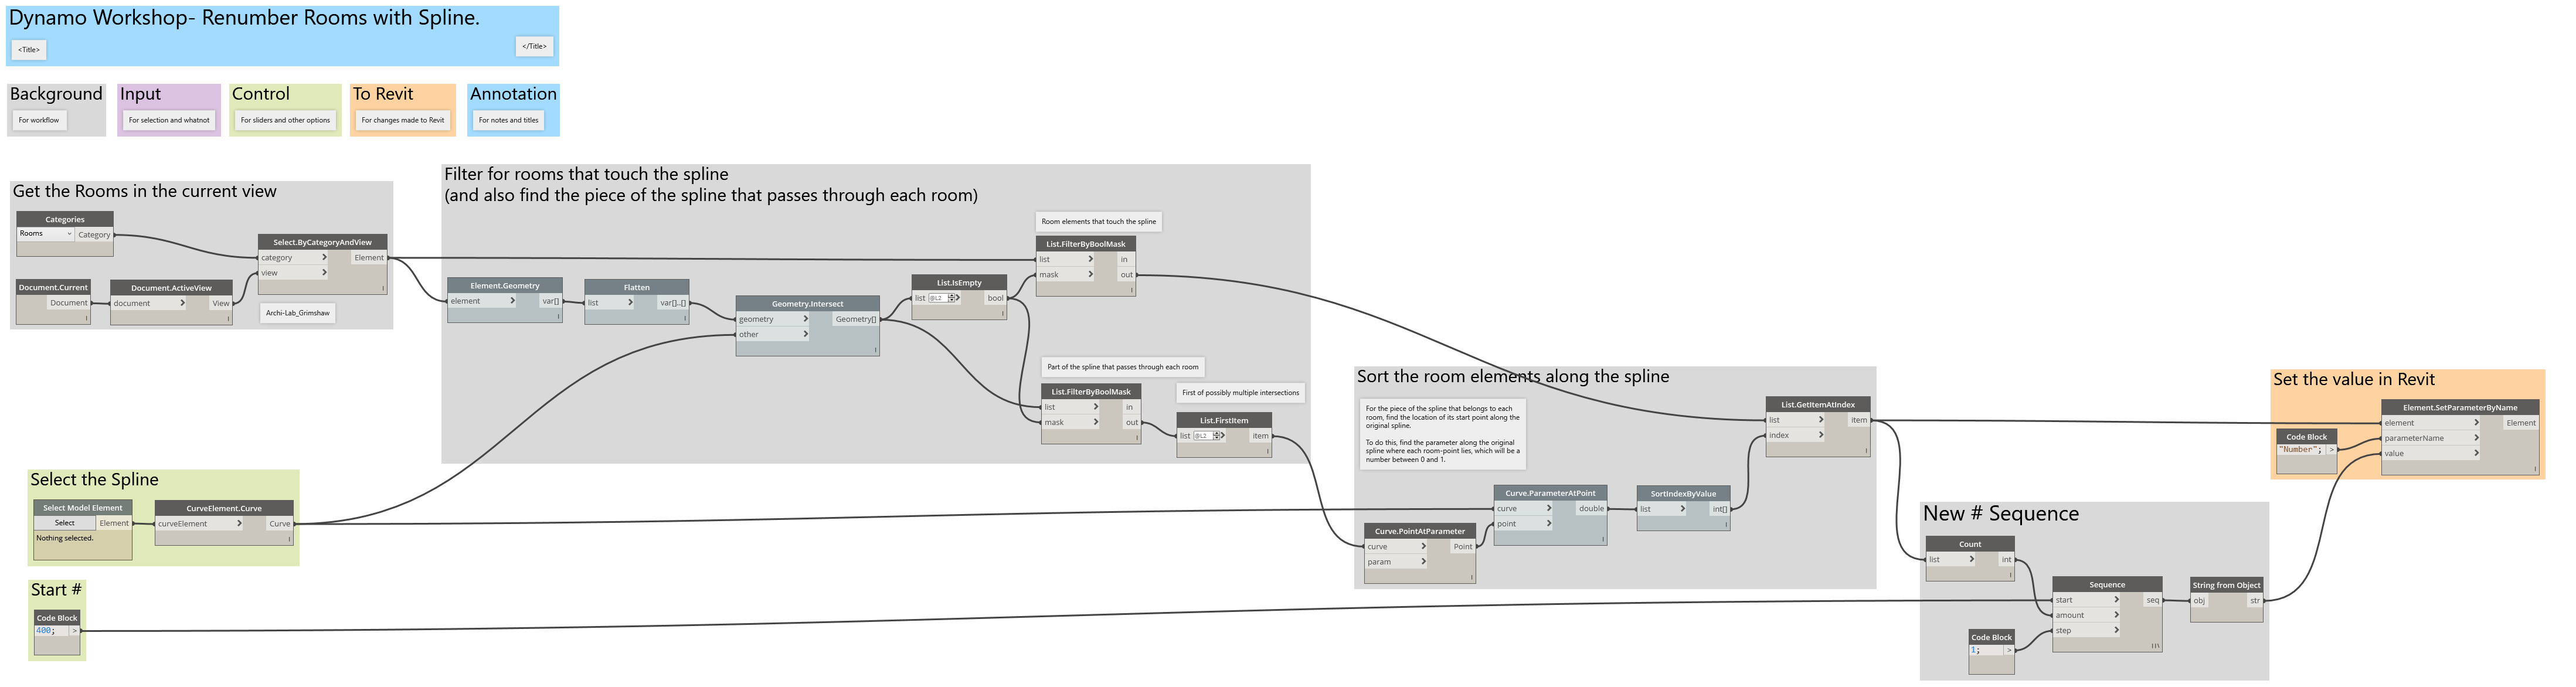 Dynamo Workshop- Renumber Rooms with Spline.
<Title>
</Title>
Background
For workflow
Input
For selection and whatnot
Control
For sliders and other options
To Revit
For changes made to Revit
Annotation
For notes and titles
Get the Rooms in the current view
Categories
Rooms
Category
Document.Current
Document
Document.ActiveView
document > View
Select.ByCategoryAndView
category > Element
view >
Archi-Lab_Grimshaw
Filter for rooms that touch the spline
(and also find the piece of the spline that passes through each room)
Element.Geometry
element > var[]
Flatten
list > var[]..[]
Geometry.Intersect
geometry > Geometry[]
other >
List.IsEmpty
list @L2 > bool
Room elements that touch the spline
List.FilterByBoolMask
list > in
mask > out
Part of the spline that passes through each room
List.FilterByBoolMask
list > in
mask > out
First of possibly multiple intersections
List.FirstItem
list @L2 > item
Select the Spline
Select Model Element
Select Element
Nothing selected.
CurveElement.Curve
curveElement > Curve
Start #
Code Block
400; >
Sort the room elements along the spline
For the piece of the spline that belongs to each
room, find the location of its start point along the
original spline.
To do this, find the parameter along the original
spline where each room-point lies, which will be a
number between 0 and 1.
Curve.PointAtParameter
curve > Point
param >
Curve.ParameterAtPoint
curve > double
point >
SortIndexByValue
list > int[]
List.GetItemAtIndex
list > item
index >
New # Sequence
Count
list > int
Code Block
1; >
Sequence
start > seq
amount >
step >
String from Object
obj str
Set the value in Revit
Code Block
"Number"; >
Element.SetParameterByName
element > Element
parameterName >
value >